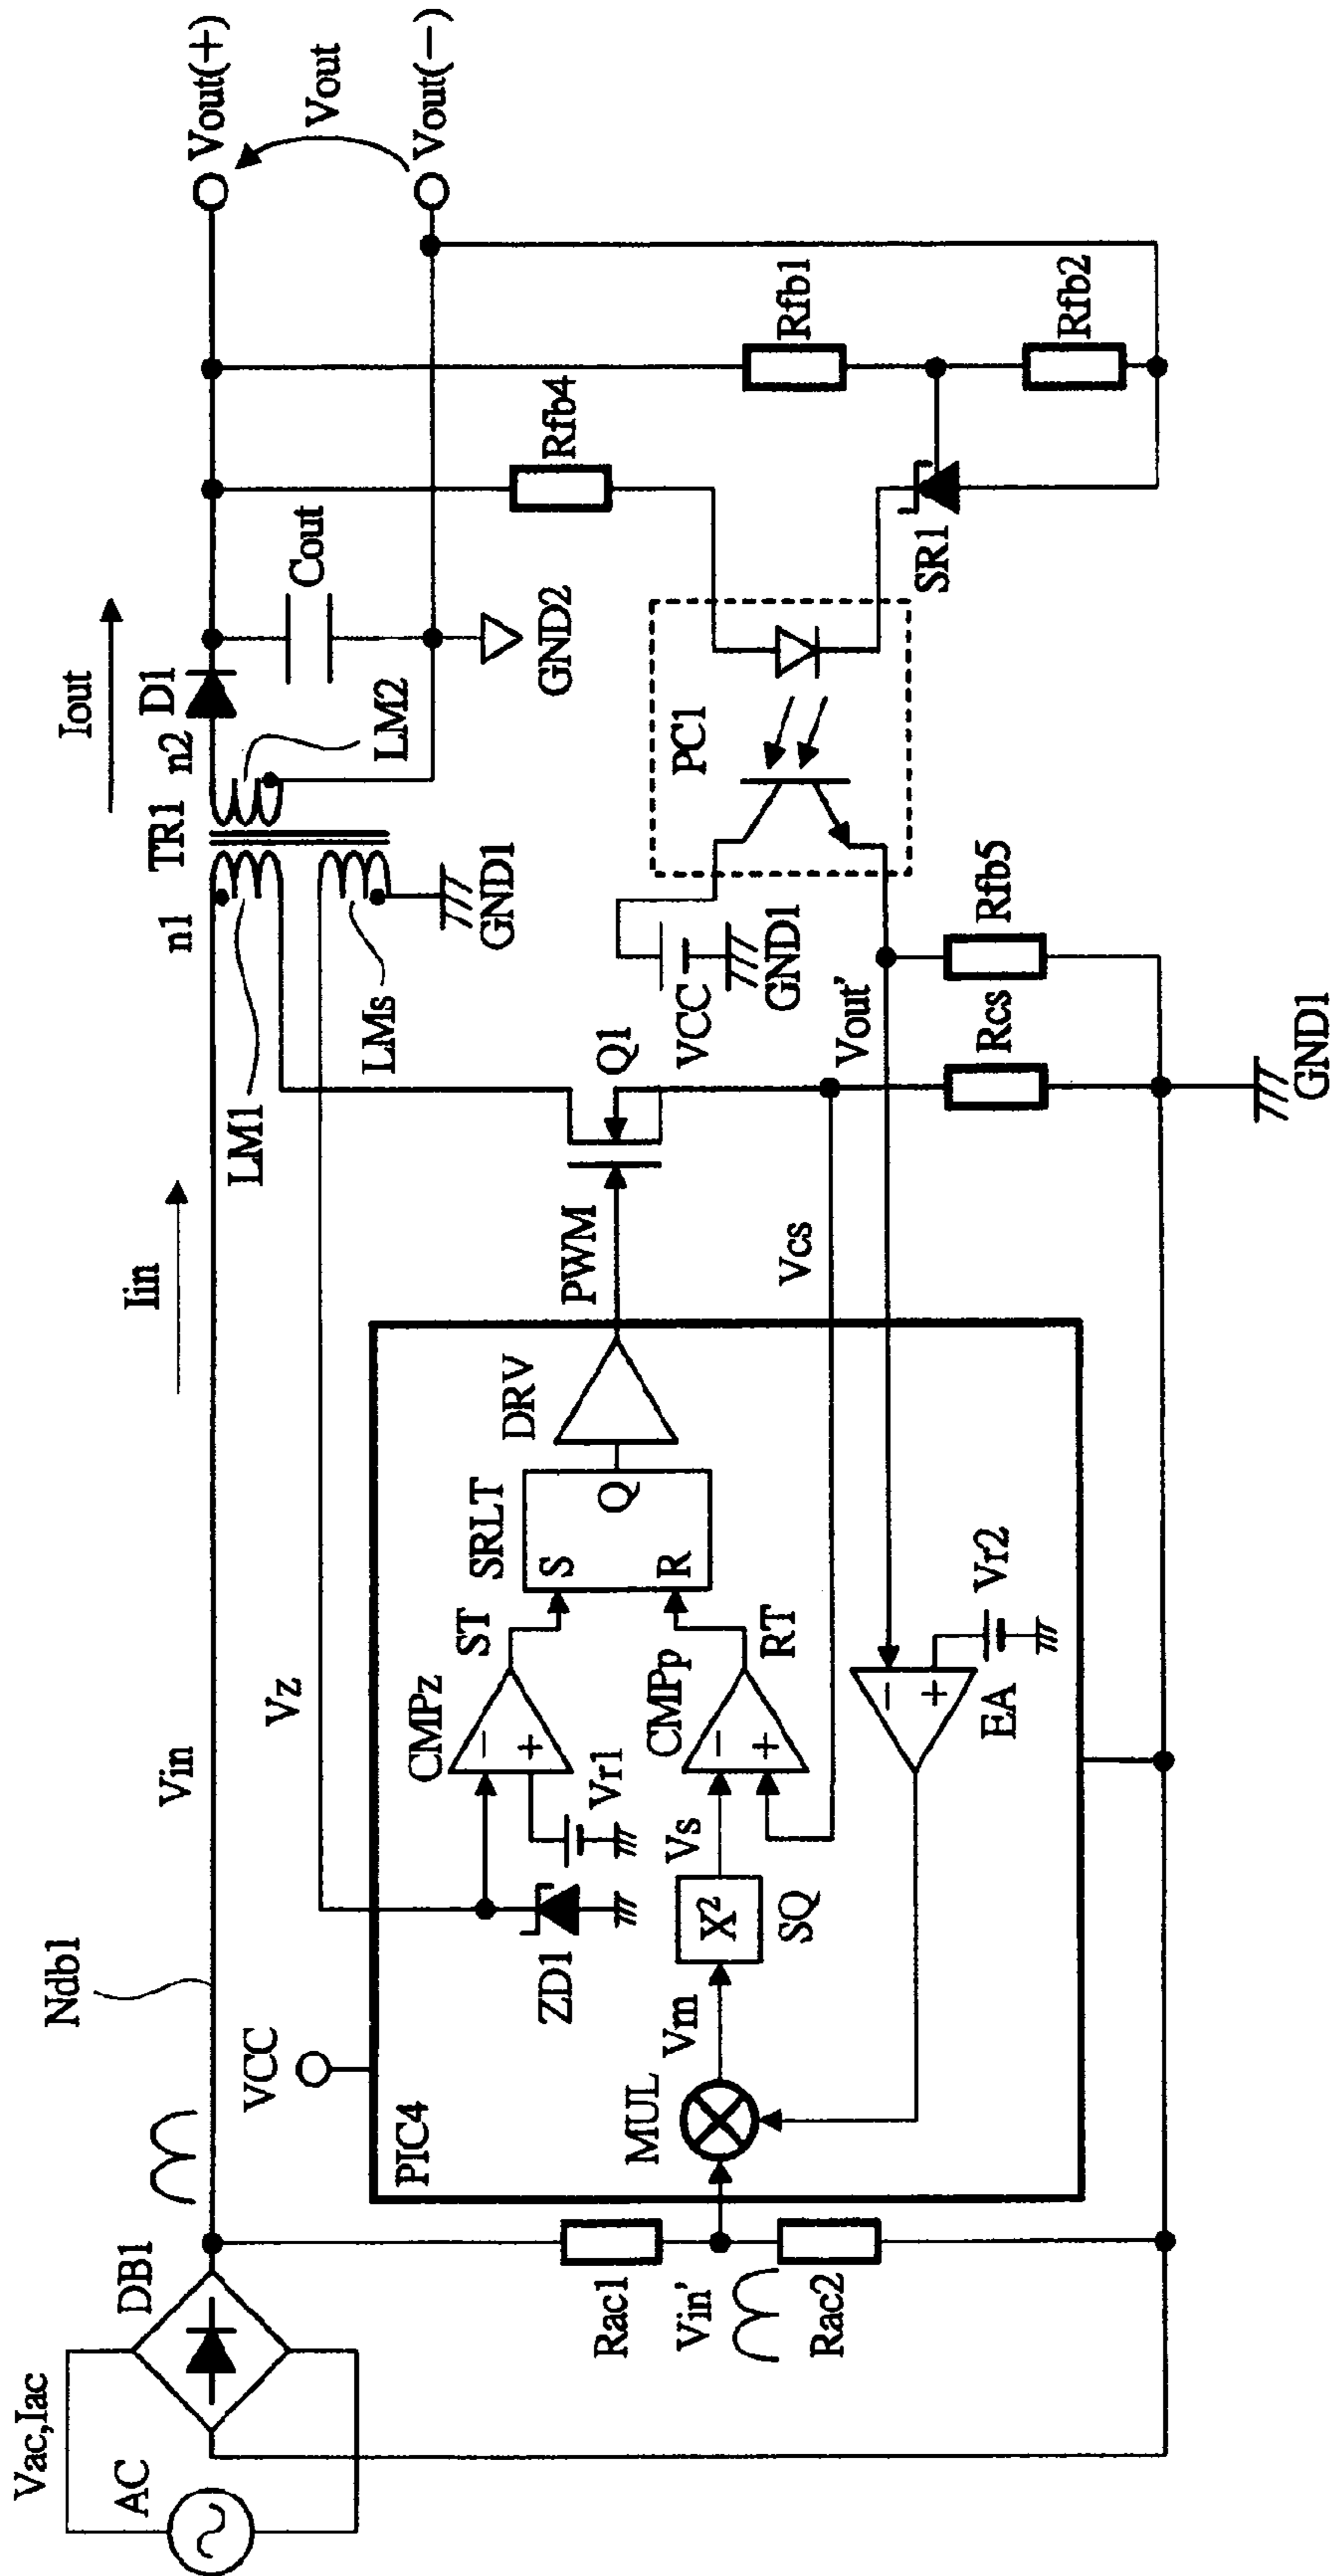 Vac,Iac
AC
DB1
Ndb1
Vin
Iin
Iout
Vout(+)
Vout
Vout(−)
n1
TR1
n2
D1
LM1
LMs
LM2
GND1
Cout
GND2
VCC
PIC4
Vz
CMPz
−
+
Vr1
ZD1
ST
SRLT
S
Q
R
DRV
PWM
Q1
Rac1
Vin'
Rac2
MUL
Vm
X²
SQ
Vs
CMPp
−
+
RT
−
+
EA
Vr2
Vcs
VCC
GND1
Vout'
PC1
Rfb4
Rfb1
Rfb2
SR1
Rcs
Rfb5
GND1